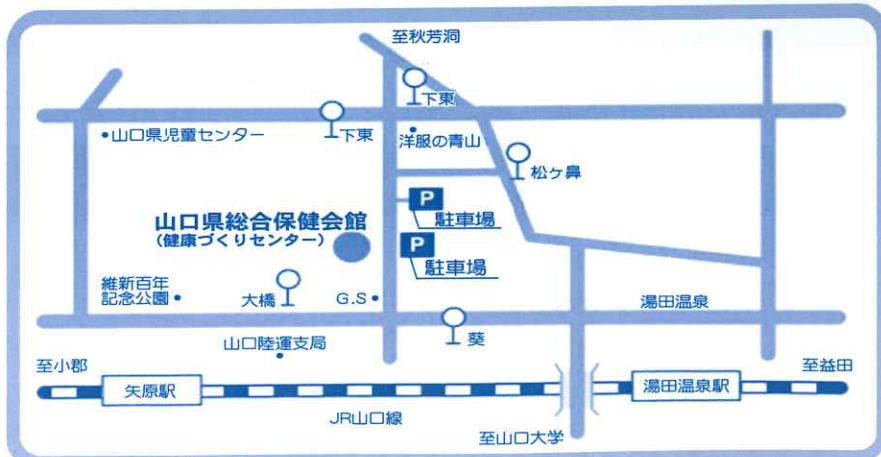 至秋芳洞
下東
山口県児童センター
下東
洋服の青山
松ヶ鼻
P
駐車場
山口県総合保健会館
(健康づくりセンター)
P
駐車場
維新百年
記念公園
大橋
G.S
湯田温泉
葵
山口陸運支局
至小郡
至益田
矢原駅
湯田温泉駅
JR山口線
至山口大学